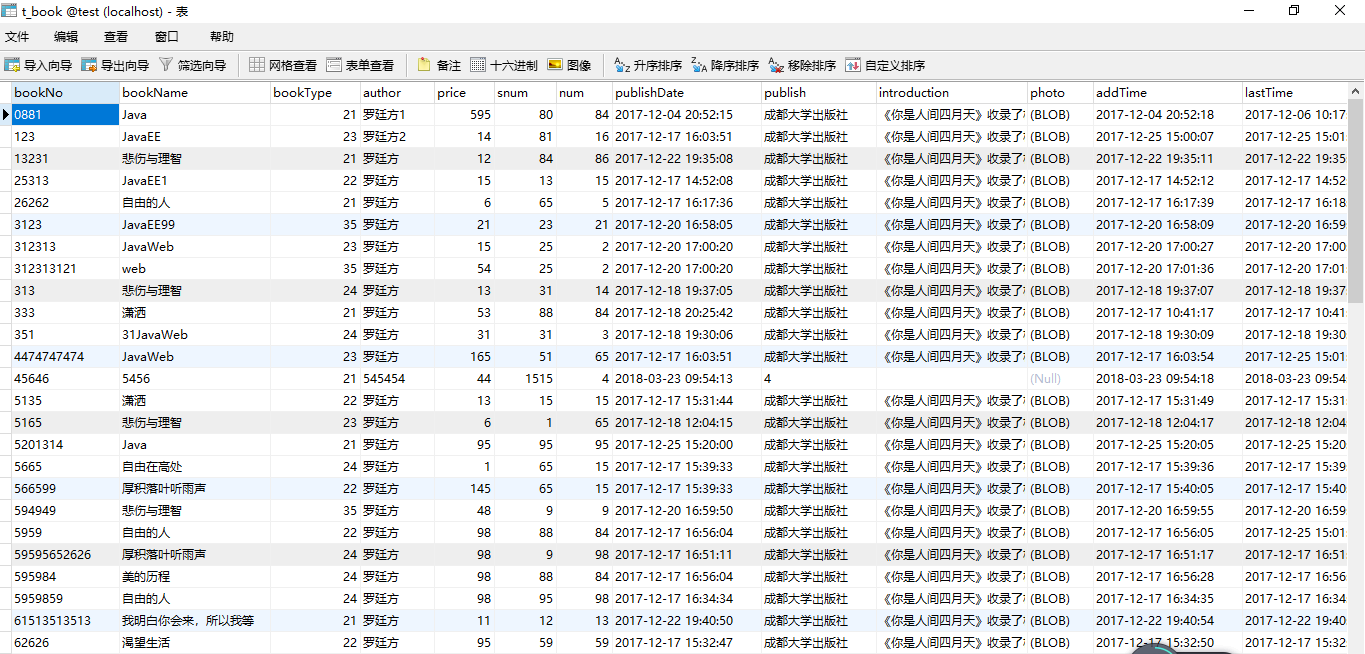 t_book @test (localhost) - 表
文件 编辑 查看 窗口 帮助
导入向导 导出向导 筛选向导 网格查看 表单查看 备注 十六进制 图像 升序排序 降序排序 移除排序 自定义排序
bookNo bookName bookType author price snum num publishDate publish introduction photo addTime lastTime
0881 Java 21 罗廷方1 595 80 84 2017-12-04 20:52:15 成都大学出版社 《你是人间四月天》收录了 (BLOB) 2017-12-04 20:52:18 2017-12-06 10:17
123 JavaEE 23 罗廷方2 14 81 16 2017-12-17 16:03:51 成都大学出版社 《你是人间四月天》收录了 (BLOB) 2017-12-25 15:00:07 2017-12-25 15:01
13231 悲伤与理智 21 罗廷方 12 84 86 2017-12-22 19:35:08 成都大学出版社 《你是人间四月天》收录了 (BLOB) 2017-12-22 19:35:11 2017-12-22 19:35
25313 JavaEE1 22 罗廷方 15 13 15 2017-12-17 14:52:08 成都大学出版社 《你是人间四月天》收录了 (BLOB) 2017-12-17 14:52:12 2017-12-17 14:52
26262 自由的人 21 罗廷方 6 65 5 2017-12-17 16:17:36 成都大学出版社 《你是人间四月天》收录了 (BLOB) 2017-12-17 16:17:39 2017-12-17 16:18
3123 JavaEE99 35 罗廷方 21 23 21 2017-12-20 16:58:05 成都大学出版社 《你是人间四月天》收录了 (BLOB) 2017-12-20 16:58:09 2017-12-20 16:59
312313 JavaWeb 23 罗廷方 15 25 2 2017-12-20 17:00:20 成都大学出版社 《你是人间四月天》收录了 (BLOB) 2017-12-20 17:00:27 2017-12-20 17:00
312313121 web 35 罗廷方 54 25 2 2017-12-20 17:00:20 成都大学出版社 《你是人间四月天》收录了 (BLOB) 2017-12-20 17:01:36 2017-12-20 17:01
313 悲伤与理智 24 罗廷方 13 31 14 2017-12-18 19:37:05 成都大学出版社 《你是人间四月天》收录了 (BLOB) 2017-12-18 19:37:07 2017-12-18 19:37
333 潇洒 21 罗廷方 53 88 84 2017-12-18 20:25:42 成都大学出版社 《你是人间四月天》收录了 (BLOB) 2017-12-17 10:41:17 2017-12-17 10:41
351 31JavaWeb 24 罗廷方 31 31 3 2017-12-18 19:30:06 成都大学出版社 《你是人间四月天》收录了 (BLOB) 2017-12-18 19:30:09 2017-12-18 19:30
4474747474 JavaWeb 23 罗廷方 165 51 65 2017-12-17 16:03:51 成都大学出版社 《你是人间四月天》收录了 (BLOB) 2017-12-17 16:03:54 2017-12-25 15:01
45646 5456 21 545454 44 1515 4 2018-03-23 09:54:13 4 (Null) 2018-03-23 09:54:18 2018-03-23 09:54
5135 潇洒 22 罗廷方 13 15 15 2017-12-17 15:31:44 成都大学出版社 《你是人间四月天》收录了 (BLOB) 2017-12-17 15:31:49 2017-12-17 15:31
5165 悲伤与理智 23 罗廷方 6 1 65 2017-12-18 12:04:15 成都大学出版社 《你是人间四月天》收录了 (BLOB) 2017-12-18 12:04:17 2017-12-18 12:04
5201314 Java 21 罗廷方 95 95 95 2017-12-25 15:20:00 成都大学出版社 《你是人间四月天》收录了 (BLOB) 2017-12-25 15:20:05 2017-12-25 15:20
5665 自由在高处 24 罗廷方 1 65 15 2017-12-17 15:39:33 成都大学出版社 《你是人间四月天》收录了 (BLOB) 2017-12-17 15:39:36 2017-12-17 15:39
566599 厚积落叶听雨声 22 罗廷方 145 65 15 2017-12-17 15:39:33 成都大学出版社 《你是人间四月天》收录了 (BLOB) 2017-12-17 15:40:05 2017-12-17 15:40
594949 悲伤与理智 35 罗廷方 48 9 9 2017-12-20 16:59:50 成都大学出版社 《你是人间四月天》收录了 (BLOB) 2017-12-20 16:59:55 2017-12-20 16:59
5959 自由的人 22 罗廷方 98 88 84 2017-12-17 16:56:04 成都大学出版社 《你是人间四月天》收录了 (BLOB) 2017-12-17 16:56:05 2017-12-25 15:01
59595652626 厚积落叶听雨声 24 罗廷方 98 9 98 2017-12-17 16:51:11 成都大学出版社 《你是人间四月天》收录了 (BLOB) 2017-12-17 16:51:17 2017-12-17 16:51
595984 美的历程 24 罗廷方 98 88 84 2017-12-17 16:56:04 成都大学出版社 《你是人间四月天》收录了 (BLOB) 2017-12-17 16:56:28 2017-12-17 16:56
5959859 自由的人 24 罗廷方 98 95 98 2017-12-17 16:34:34 成都大学出版社 《你是人间四月天》收录了 (BLOB) 2017-12-17 16:34:35 2017-12-17 16:34
61513513513 我明白你会来，所以我等 21 罗廷方 11 12 13 2017-12-22 19:40:50 成都大学出版社 《你是人间四月天》收录了 (BLOB) 2017-12-22 19:40:54 2017-12-22 19:40
62626 渴望生活 22 罗廷方 95 59 59 2017-12-17 15:32:47 成都大学出版社 《你是人间四月天》收录了 (BLOB) 2017-12-17 15:32:50 2017-12-17 15:32